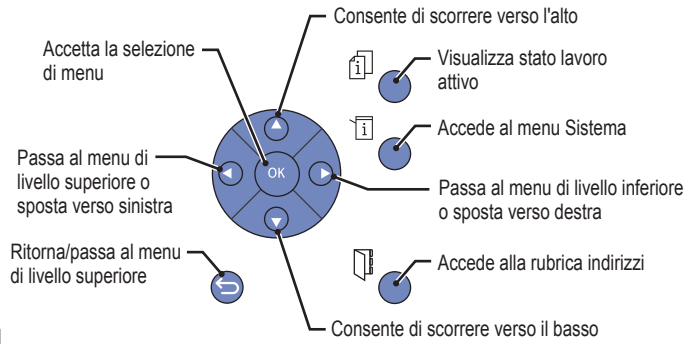 Consente di scorrere verso l'alto
Accetta la selezione
di menu
Visualizza stato lavoro
attivo
Accede al menu Sistema
Passa al menu di
livello superiore o
sposta verso sinistra
OK
Passa al menu di livello inferiore
o sposta verso destra
Ritorna/passa al menu
di livello superiore
Accede alla rubrica indirizzi
Consente di scorrere verso il basso